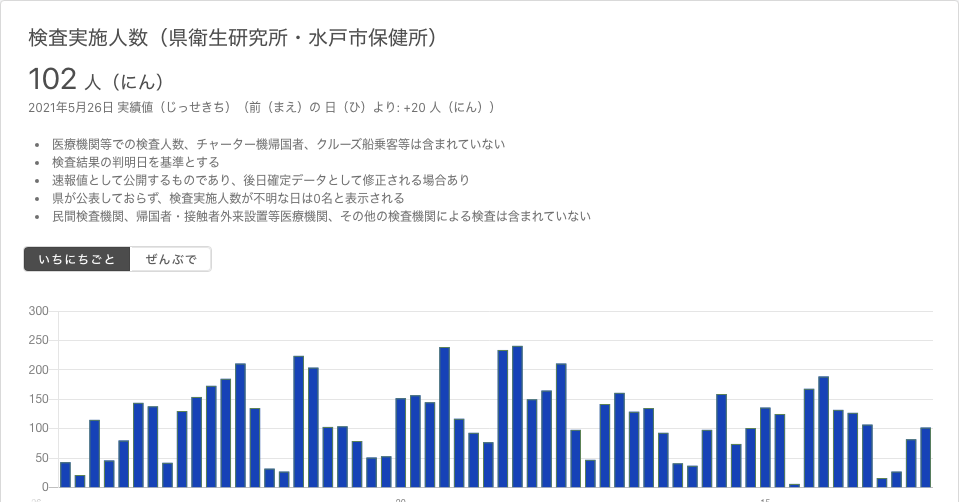 検査実施人数（県衛生研究所・水戸市保健所）
102 人（にん）
2021年5月26日 実績値（じっせきち）（前（まえ）の 日（ひ）より: +20 人（にん））
医療機関等での検査人数、チャーター機帰国者、クルーズ船乗客等は含まれていない
検査結果の判明日を基準とする
速報値として公開するものであり、後日確定データとして修正される場合あり
県が公表しておらず、検査実施人数が不明な日は0名と表示される
民間検査機関、帰国者・接触者外来設置等医療機関、その他の検査機関による検査は含まれていない
いちにちごと ぜんぶで
300
250
200
150
100
50
0